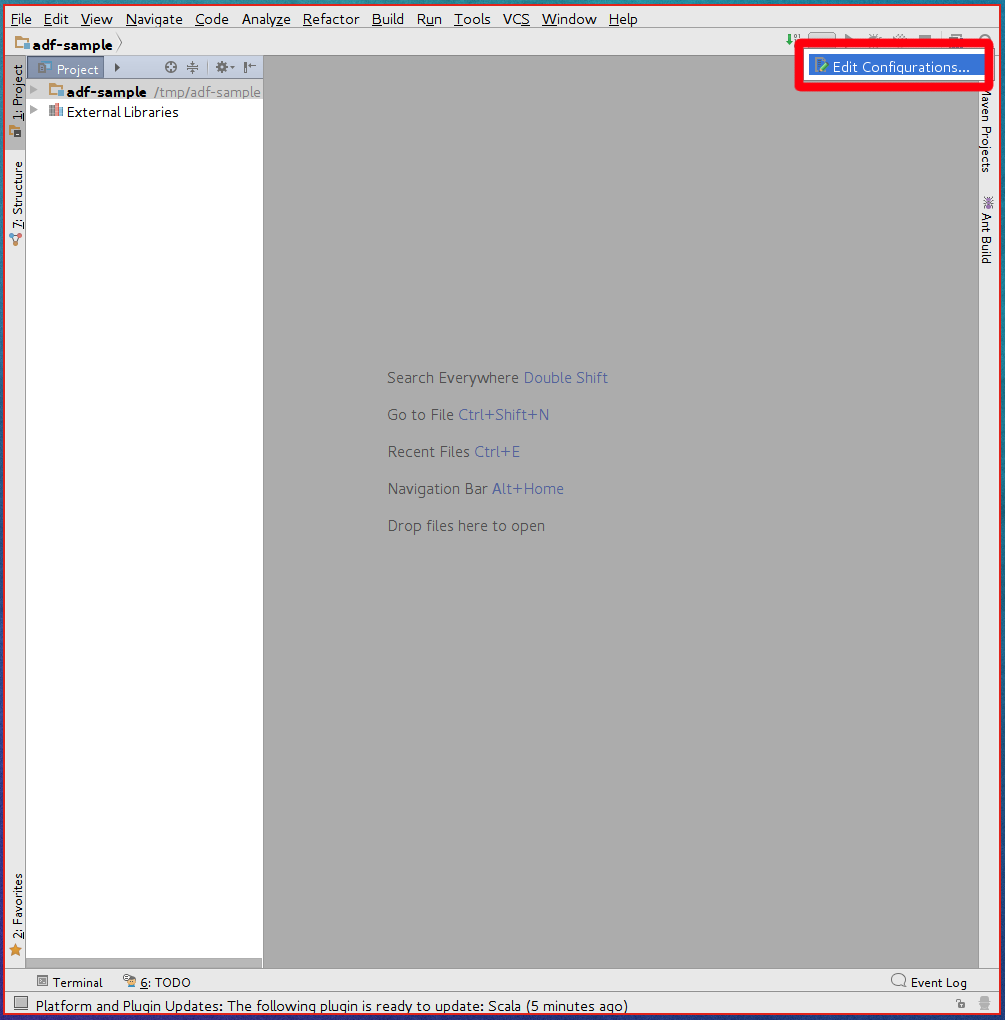 File Edit View Navigate Code Analyze Refactor Build Run Tools VCS Window Help
adf-sample
Project
Edit Configurations...
adf-sample /tmp/adf-sample
External Libraries
1: Project
7: Structure
2: Favorites
Maven Projects
Ant Build
Search Everywhere Double Shift
Go to File Ctrl+Shift+N
Recent Files Ctrl+E
Navigation Bar Alt+Home
Drop files here to open
Terminal 6: TODO Event Log
Platform and Plugin Updates: The following plugin is ready to update: Scala (5 minutes ago)